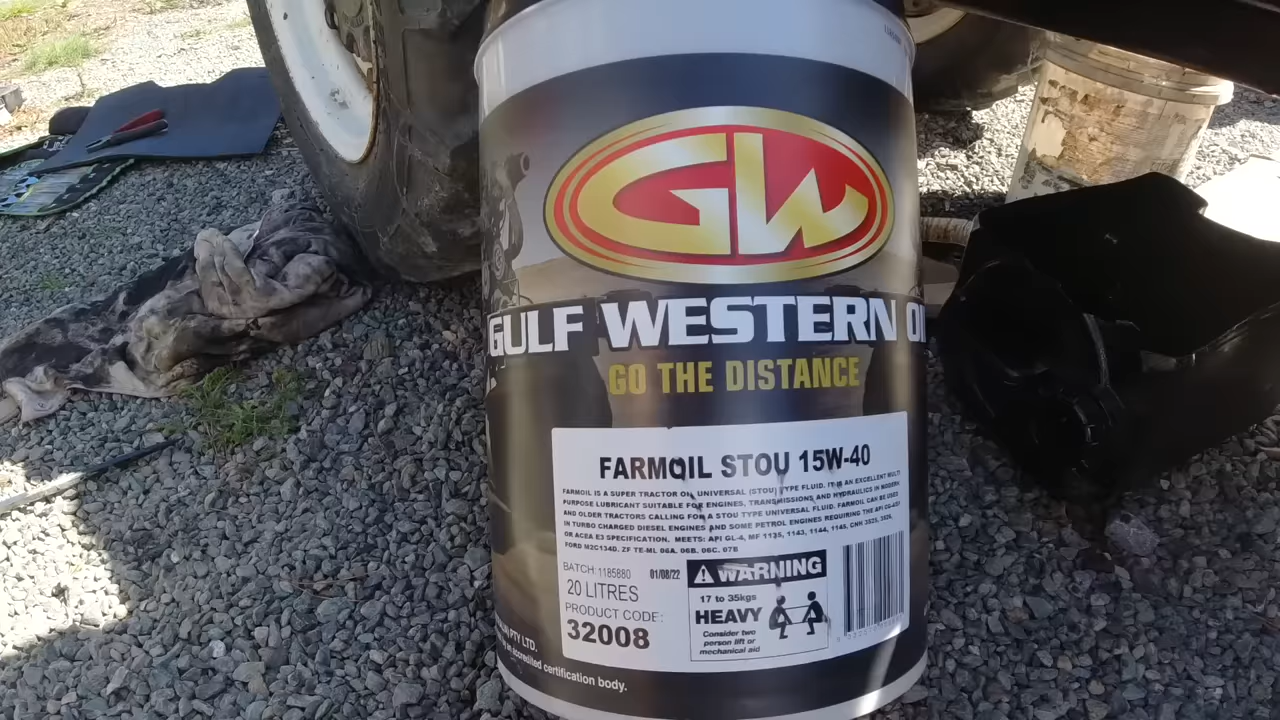 GW
GULF WESTERN OI
GO THE DISTANCE
FARMOIL STOU 15W-40
FARMOIL IS A SUPER TRACTOR OIL UNIVERSAL (STOU) TYPE FLUID. IT IS AN EXCELLENT MULTI
PURPOSE LUBRICANT SUITABLE FOR ENGINES, TRANSMISSIONS AND HYDRAULICS IN MODERN
AND OLDER TRACTORS CALLING FOR A STOU TYPE UNIVERSAL FLUID. FARMOIL CAN BE USED
IN TURBO CHARGED DIESEL ENGINES AND SOME PETROL ENGINES REQUIRING THE API
OR ACEA E3 SPECIFICATION. MEETS: API GL-4, MF 1135, 1143, 1144, 1145, CNH 3525, 3526,
FORD M2C134D. ZF TE-ML 06A. 06B. 06C. 07B
BATCH: 1185880 01/08/22
20 LITRES
PRODUCT CODE:
32008
WARNING
17 to 35kgs
HEAVY
Consider two
person lift or
mechanical aid
PTY LTD.
an accredited certification body.